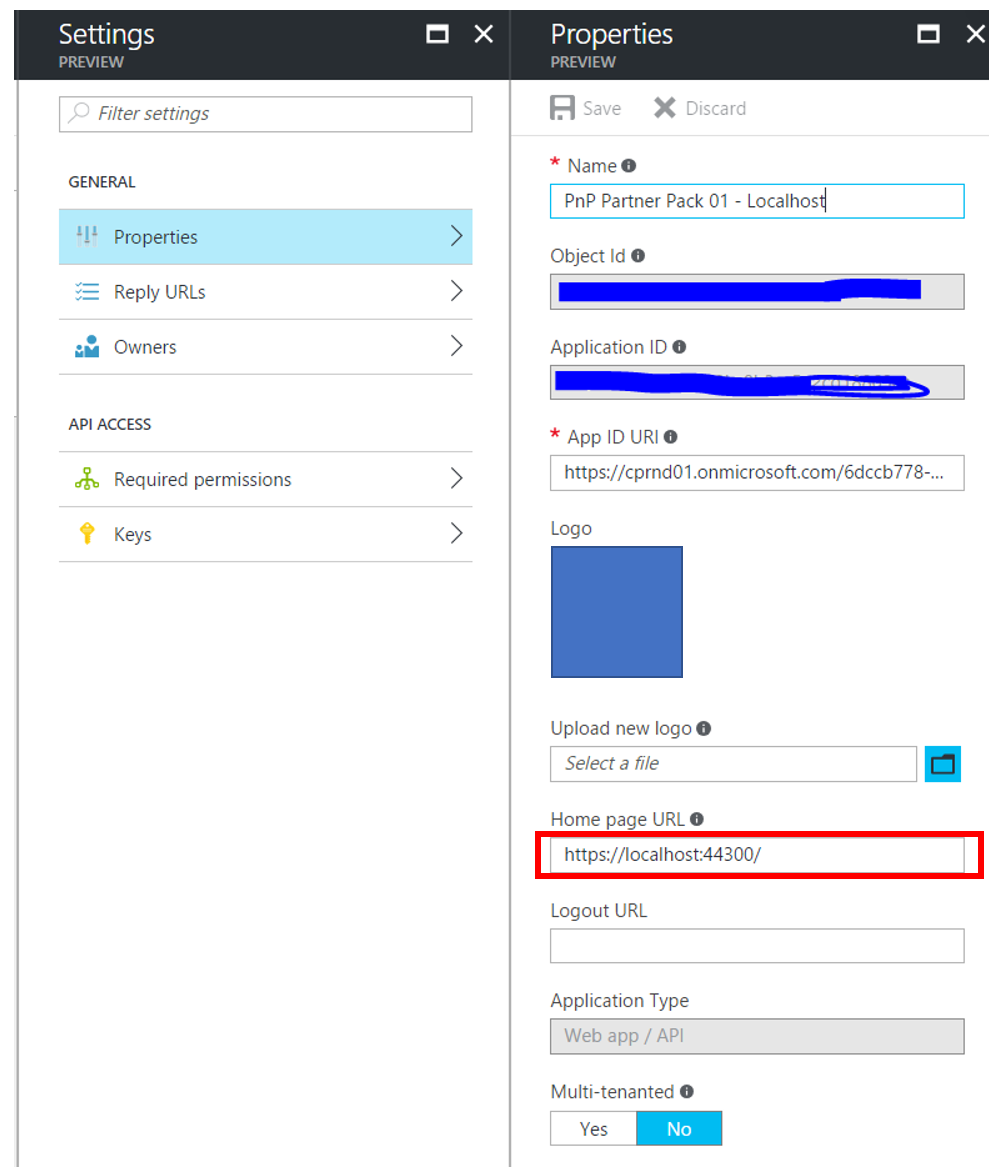 Settings
PREVIEW
Filter settings
GENERAL
Properties
Reply URLs
Owners
API ACCESS
Required permissions
Keys
Properties
PREVIEW
Save Discard
* Name
PnP Partner Pack 01 - Localhost
Object Id
Application ID
* App ID URI
https://cprnd01.onmicrosoft.com/6dccb778-...
Logo
Upload new logo
Select a file
Home page URL
https://localhost:44300/
Logout URL
Application Type
Web app / API
Multi-tenanted
Yes No